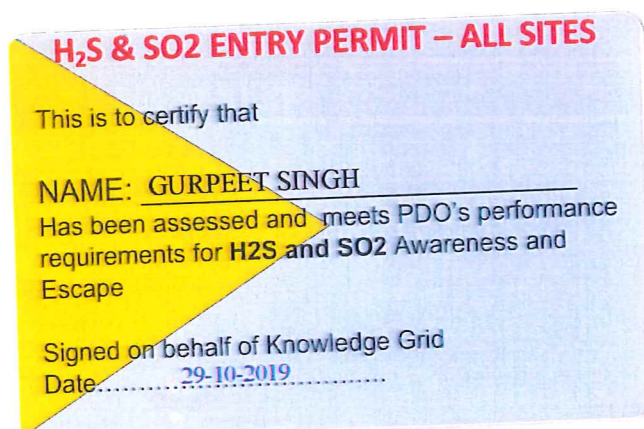 H₂S & SO2 ENTRY PERMIT – ALL SITES
This is to certify that
NAME: GURPEET SINGH
Has been assessed and meets PDO's performance
requirements for H2S and SO2 Awareness and
Escape
Signed on behalf of Knowledge Grid
Date......29-10-2019......